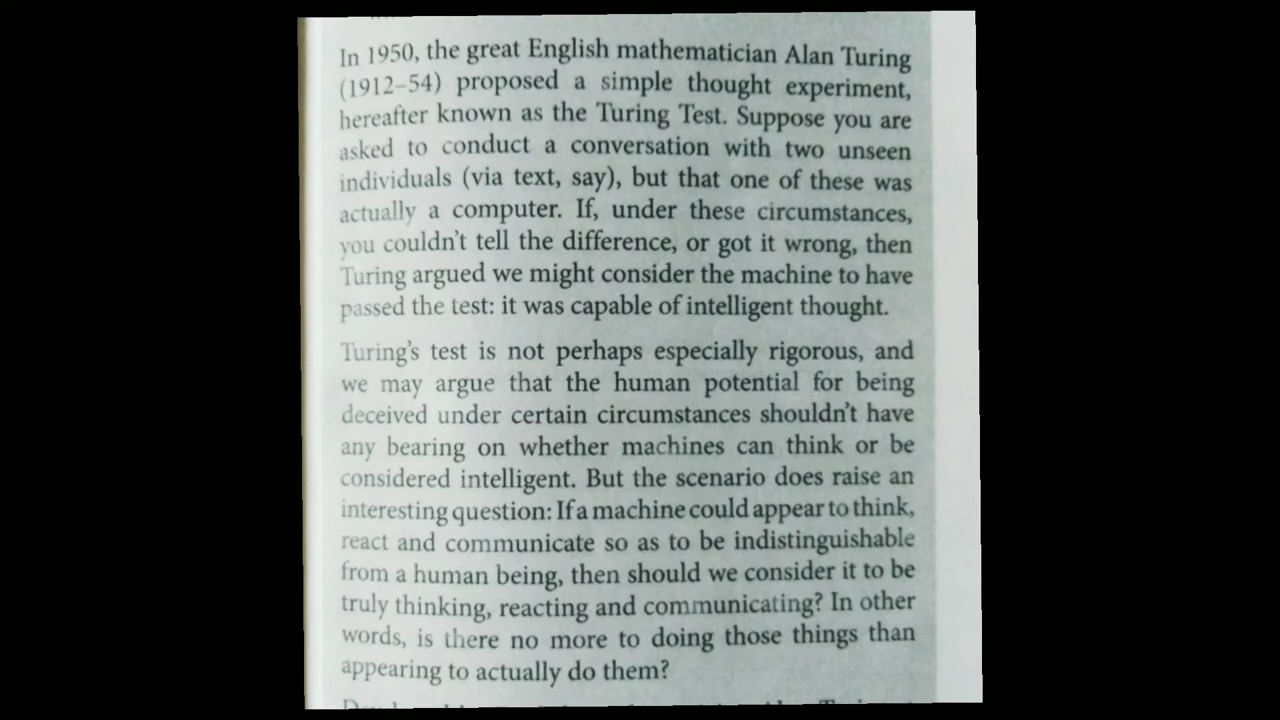 In 1950, the great English mathematician Alan Turing
(1912–54) proposed a simple thought experiment,
hereafter known as the Turing Test. Suppose you are
asked to conduct a conversation with two unseen
individuals (via text, say), but that one of these was
actually a computer. If, under these circumstances,
you couldn't tell the difference, or got it wrong, then
Turing argued we might consider the machine to have
passed the test: it was capable of intelligent thought.
Turing's test is not perhaps especially rigorous, and
we may argue that the human potential for being
deceived under certain circumstances shouldn't have
any bearing on whether machines can think or be
considered intelligent. But the scenario does raise an
interesting question: If a machine could appear to think,
react and communicate so as to be indistinguishable
from a human being, then should we consider it to be
truly thinking, reacting and communicating? In other
words, is there no more to doing those things than
appearing to actually do them?